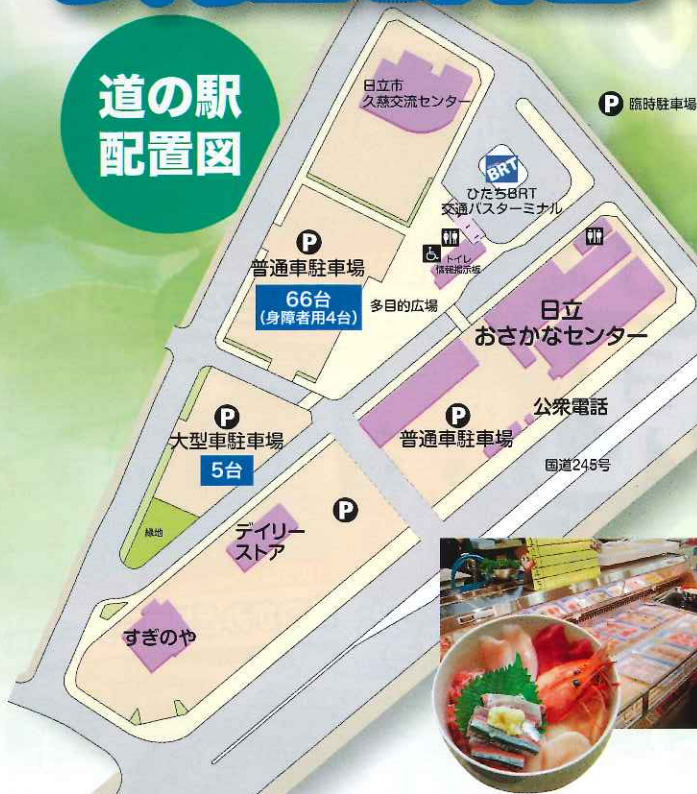 道の駅
配置図
日立市
久慈交流センター
P 臨時駐車場
BRT
ひたちBRT
交通バスターミナル
P
普通車駐車場
66台
(身障者用4台)
トイレ
情報掲示板
多目的広場
日立
おさかなセンター
公衆電話
P
普通車駐車場
国道245号
P
大型車駐車場
5台
緑地
P
デイリー
ストア
すぎのや